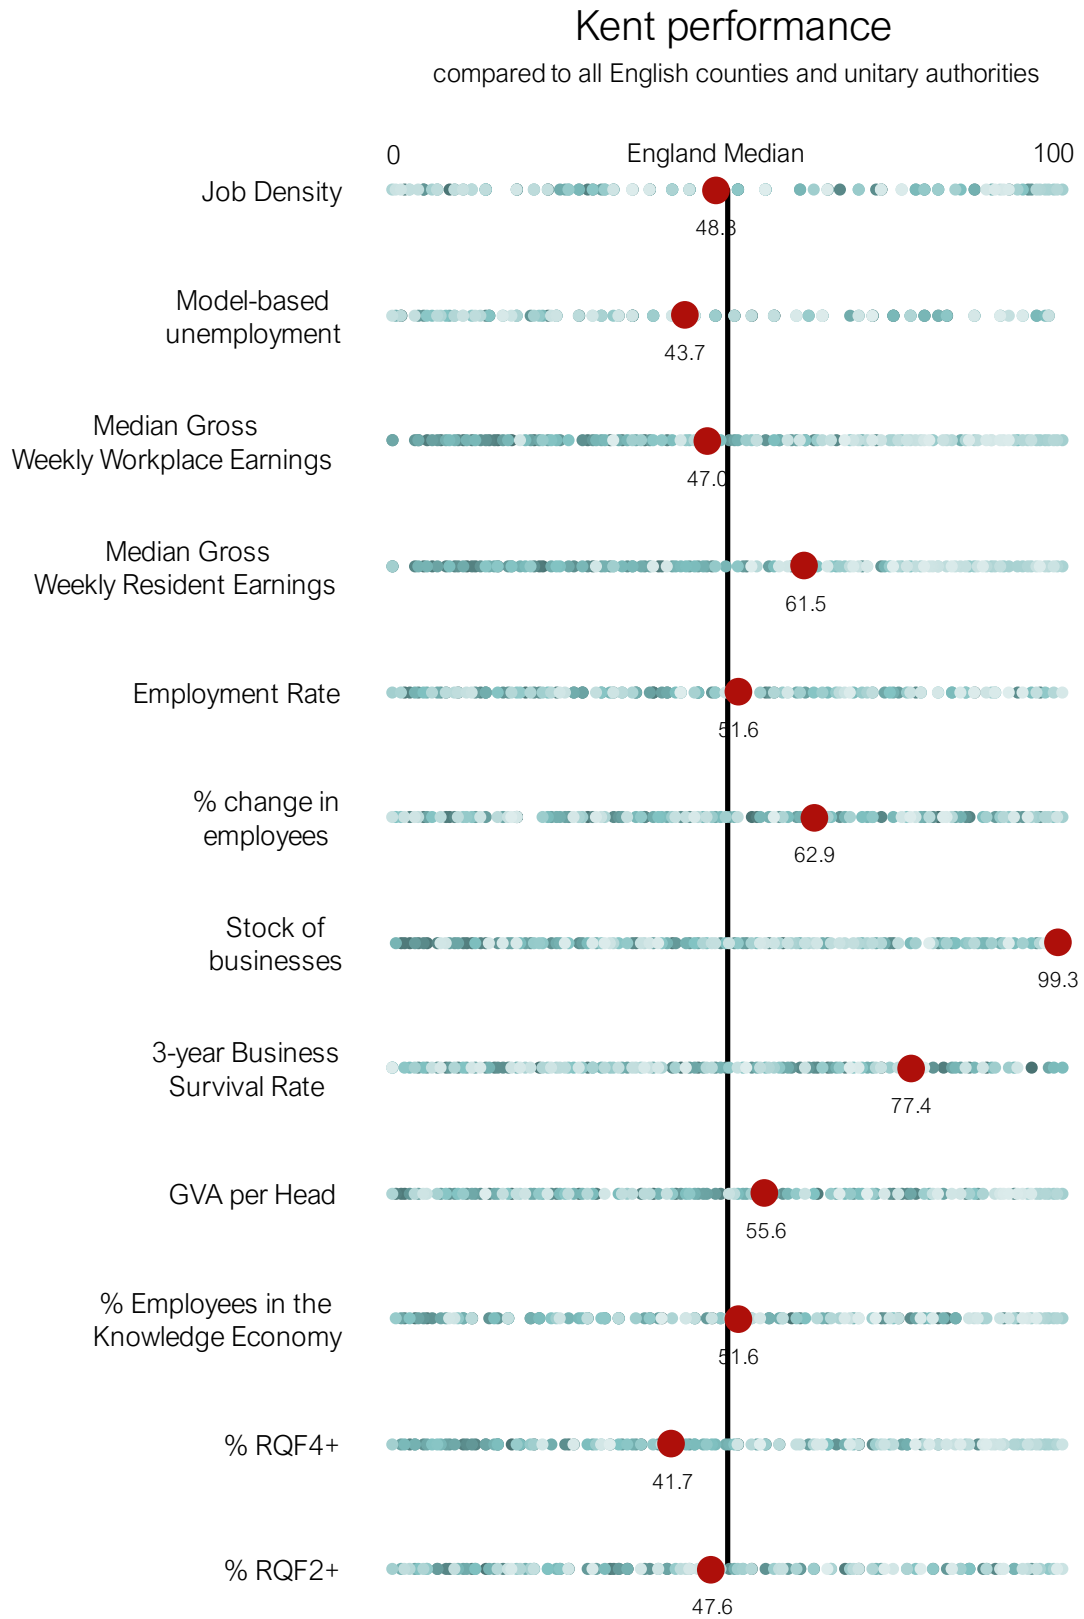 Kent performance
compared to all English counties and unitary authorities
0 England Median 100
Job Density
48.3
Model-based
unemployment
43.7
Median Gross
Weekly Workplace Earnings
47.0
Median Gross
Weekly Resident Earnings
61.5
Employment Rate
51.6
% change in
employees
62.9
Stock of
businesses
99.3
3-year Business
Survival Rate
77.4
GVA per Head
55.6
% Employees in the
Knowledge Economy
51.6
% RQF4+
41.7
% RQF2+
47.6